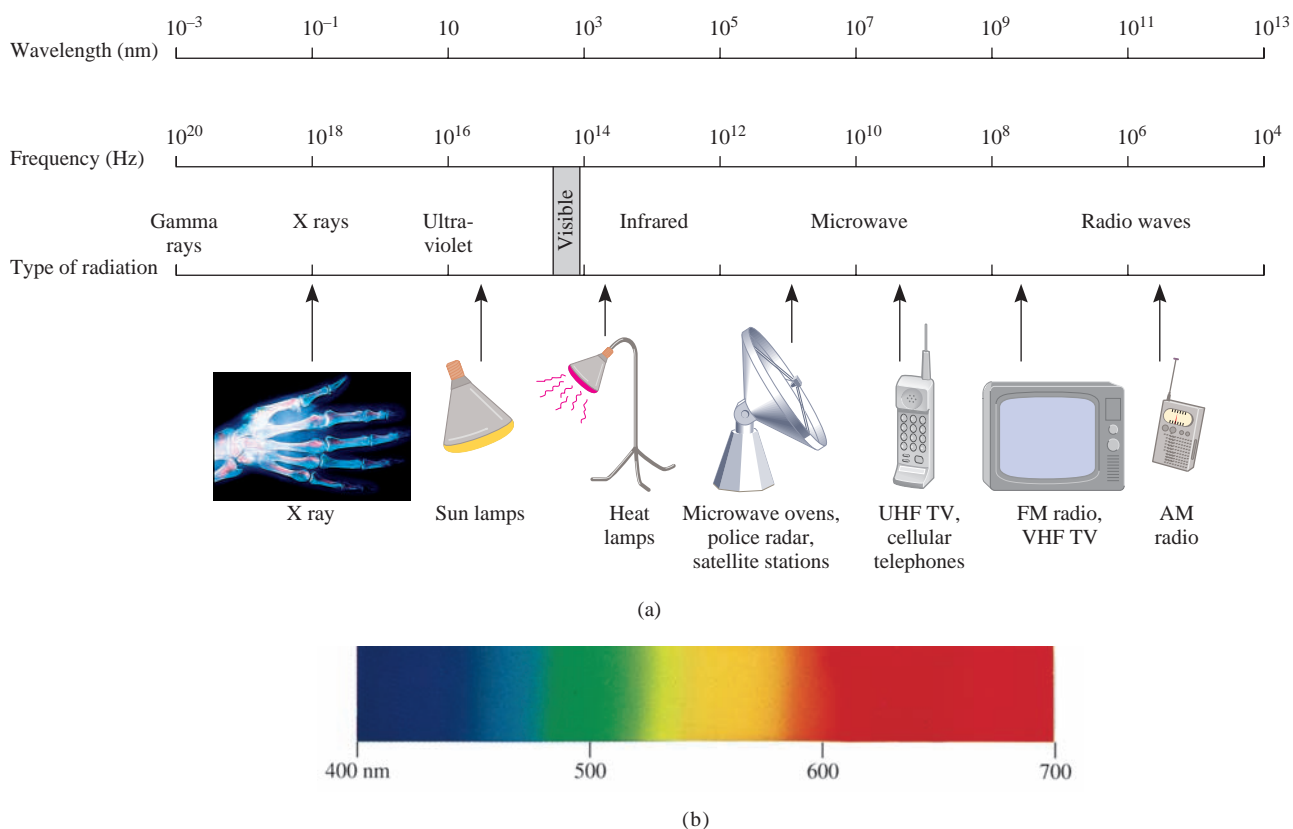 10⁻³ 10⁻¹ 10 10³ 10⁵ 10⁷ 10⁹ 10¹¹ 10¹³
Wavelength (nm)
10²⁰ 10¹⁸ 10¹⁶ 10¹⁴ 10¹² 10¹⁰ 10⁸ 10⁶ 10⁴
Frequency (Hz)
Gamma
rays
X rays
Ultra-
violet
Visible
Infrared
Microwave
Radio waves
Type of radiation
X ray
Sun lamps
Heat
lamps
Microwave ovens,
police radar,
satellite stations
UHF TV,
cellular
telephones
FM radio,
VHF TV
AM
radio
(a)
400 nm 500 600 700
(b)